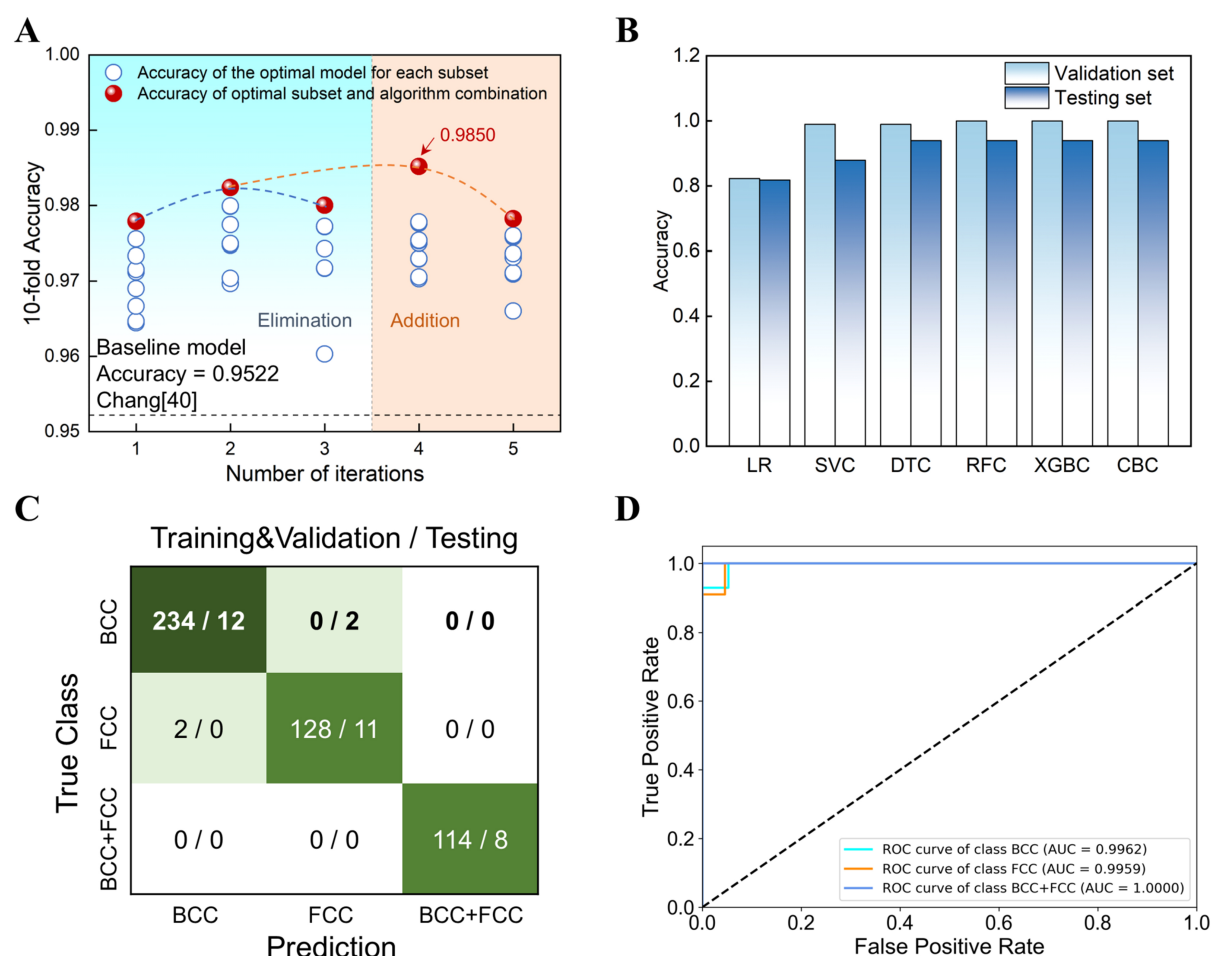 A
1.00
0.99
0.98
0.97
0.96
0.95
10-fold Accuracy
Accuracy of the optimal model for each subset
Accuracy of optimal subset and algorithm combination
0.9850
Elimination
Addition
Baseline model
Accuracy = 0.9522
Chang[40]
1 2 3 4 5
Number of iterations
B
1.2
1.0
0.8
0.6
0.4
0.2
0.0
Accuracy
Validation set
Testing set
LR SVC DTC RFC XGBC CBC
C
Training&Validation / Testing
True Class
BCC
234 / 12 0 / 2 0 / 0
FCC
2 / 0 128 / 11 0 / 0
BCC+FCC
0 / 0 0 / 0 114 / 8
BCC FCC BCC+FCC
Prediction
D
1.0
0.8
0.6
0.4
0.2
0.0
True Positive Rate
ROC curve of class BCC (AUC = 0.9962)
ROC curve of class FCC (AUC = 0.9959)
ROC curve of class BCC+FCC (AUC = 1.0000)
0.0 0.2 0.4 0.6 0.8 1.0
False Positive Rate